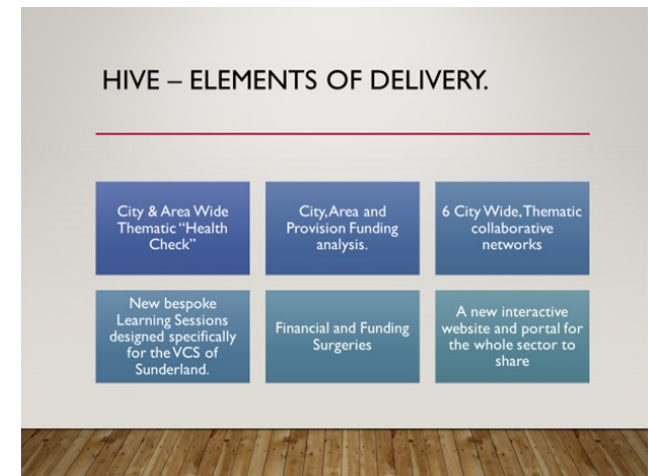 HIVE – ELEMENTS OF DELIVERY.
City & Area Wide
Thematic “Health
Check”
City, Area and
Provision Funding
analysis.
6 City Wide, Thematic
collaborative
networks
New bespoke
Learning Sessions
designed specifically
for the VCS of
Sunderland.
Financial and Funding
Surgeries
A new interactive
website and portal for
the whole sector to
share